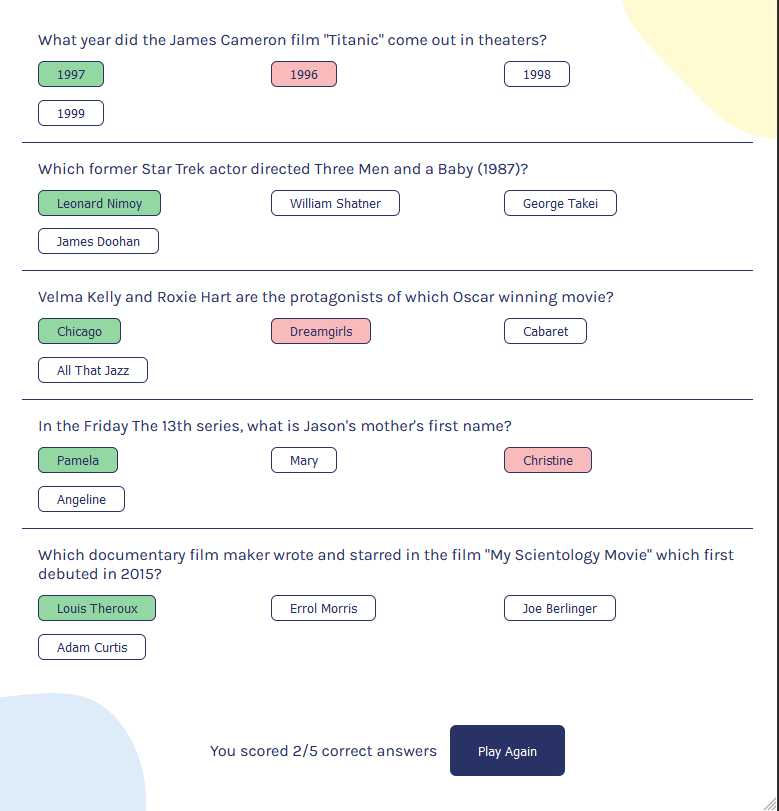 What year did the James Cameron film "Titanic" come out in theaters?
1997 1996 1998
1999
Which former Star Trek actor directed Three Men and a Baby (1987)?
Leonard Nimoy William Shatner George Takei
James Doohan
Velma Kelly and Roxie Hart are the protagonists of which Oscar winning movie?
Chicago Dreamgirls Cabaret
All That Jazz
In the Friday The 13th series, what is Jason's mother's first name?
Pamela Mary Christine
Angeline
Which documentary film maker wrote and starred in the film "My Scientology Movie" which first
debuted in 2015?
Louis Theroux Errol Morris Joe Berlinger
Adam Curtis
You scored 2/5 correct answers Play Again